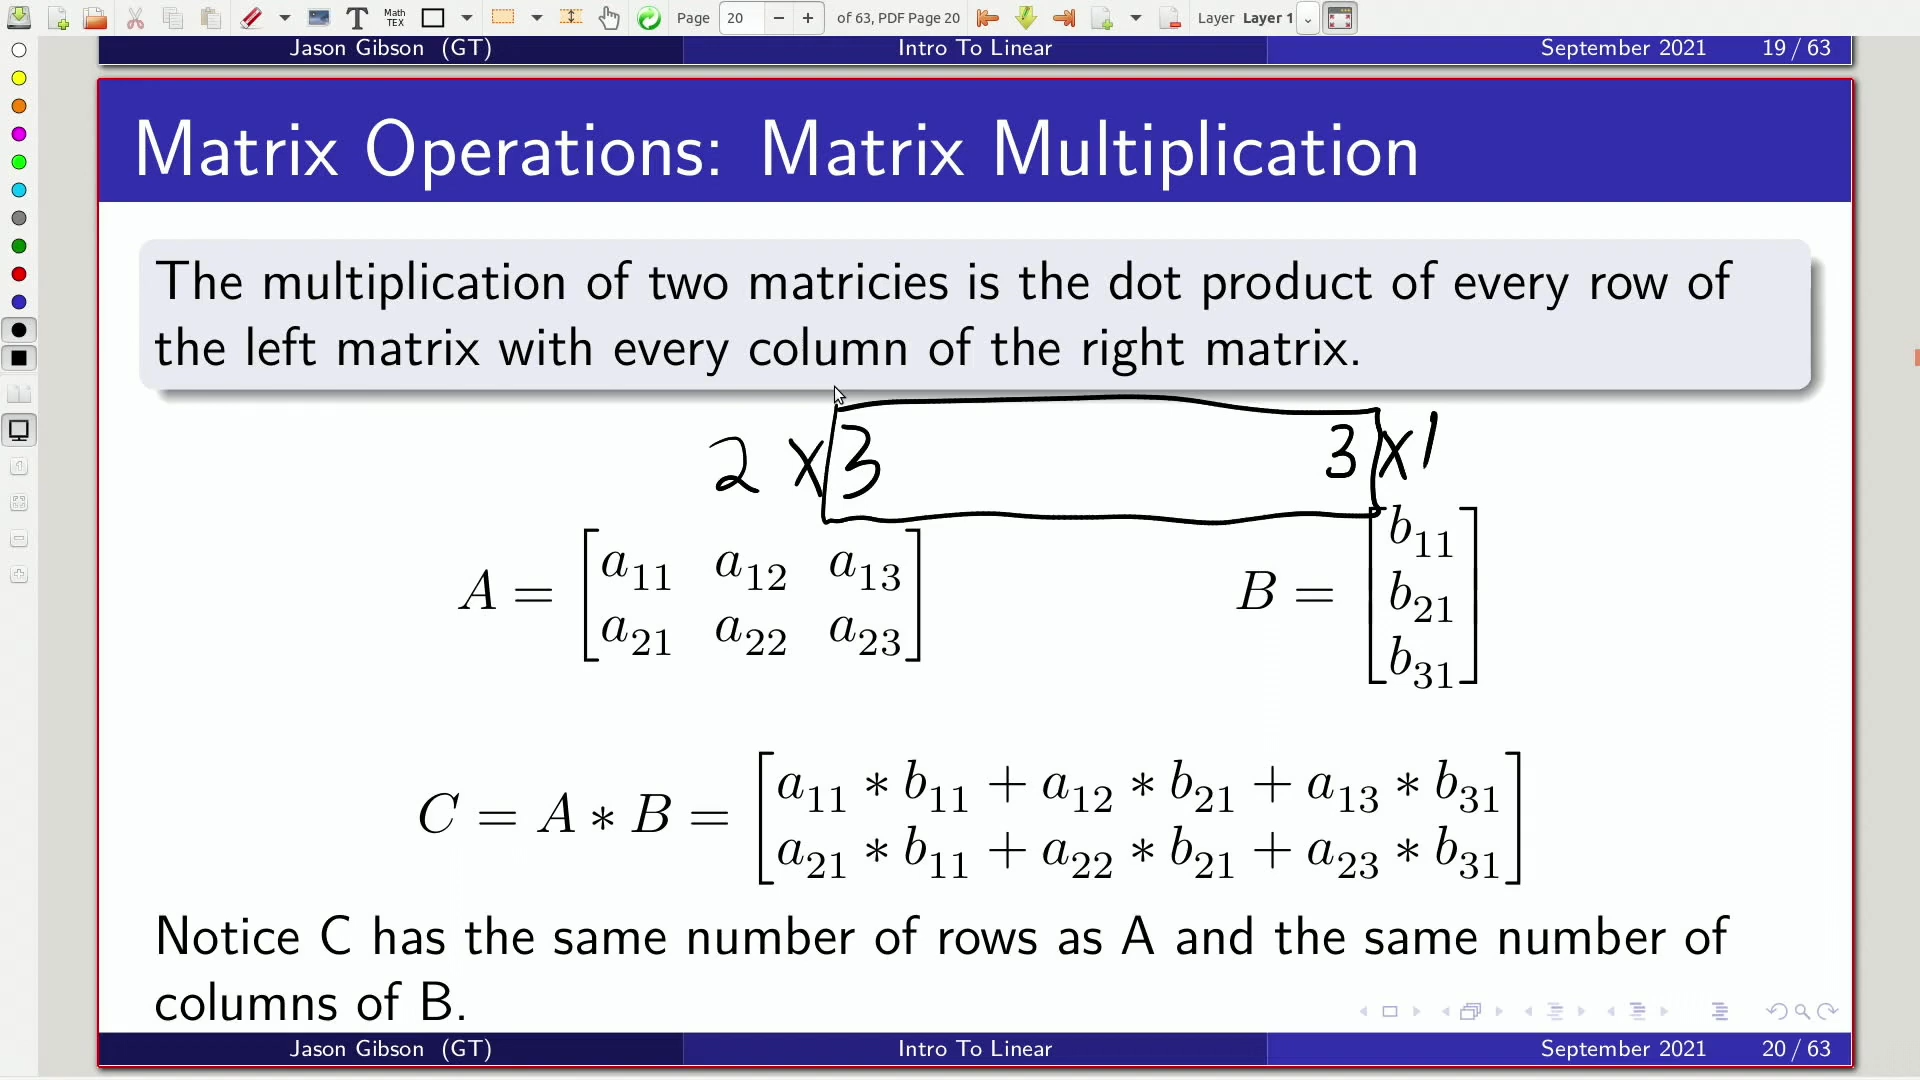 Math
TEX
Page 20 of 63, PDF Page 20 Layer Layer 1
Jason Gibson (GT) Intro To Linear September 2021 19 / 63
Matrix Operations: Matrix Multiplication
The multiplication of two matricies is the dot product of every row of
the left matrix with every column of the right matrix.
2 x 3 3 x 1
A = [a11 a12 a13
a21 a22 a23]
B = [b11
b21
b31]
C = A ∗ B = [a11 ∗ b11 + a12 ∗ b21 + a13 ∗ b31
a21 ∗ b11 + a22 ∗ b21 + a23 ∗ b31]
Notice C has the same number of rows as A and the same number of
columns of B.
Jason Gibson (GT) Intro To Linear September 2021 20 / 63